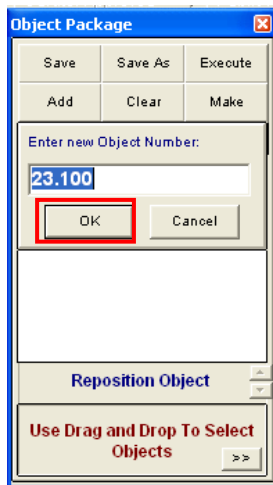 Object Package
Save Save As Execute
Add Clear Make
Enter new Object Number:
23.100
OK Cancel
Reposition Object
Use Drag and Drop To Select
Objects
>>